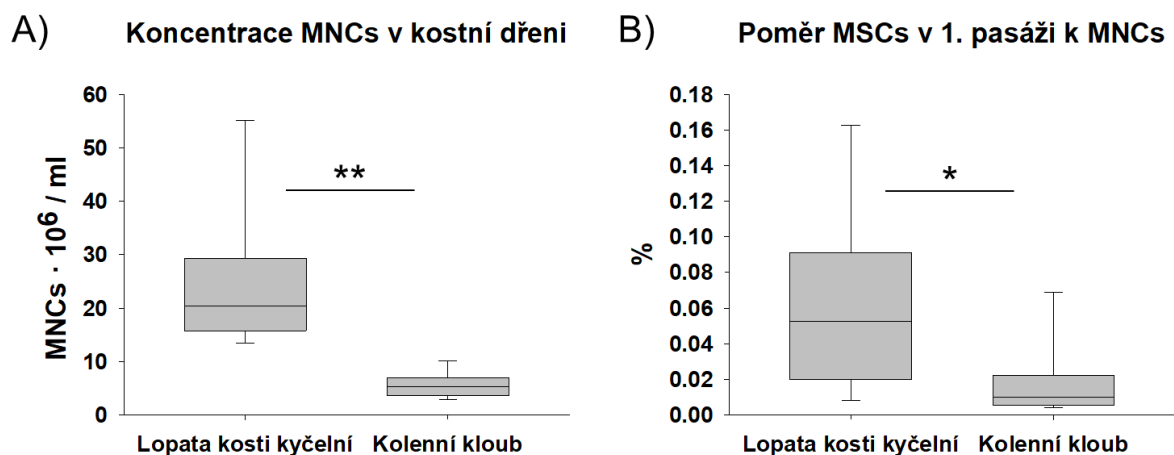 A)
Koncentrace MNCs v kostní dřeni
MNCs · 10⁶ / ml
60
50
40
30
20
10
0
**
Lopata kosti kyčelní
Kolenní kloub
B)
Poměr MSCs v 1. pasáži k MNCs
%
0.18
0.16
0.14
0.12
0.10
0.08
0.06
0.04
0.02
0.00
*
Lopata kosti kyčelní
Kolenní kloub